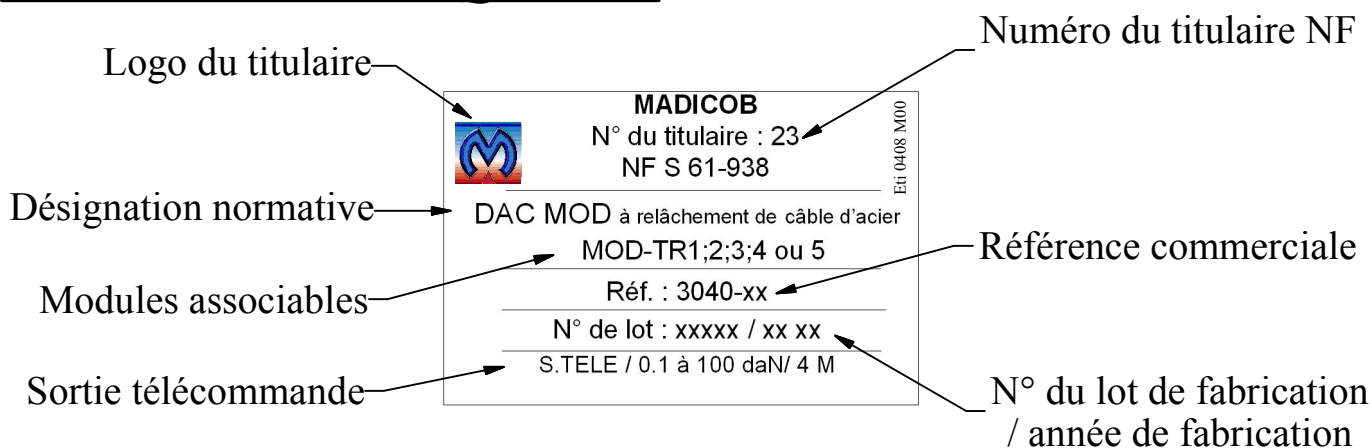 Numéro du titulaire NF
Logo du titulaire
MADICOB
N° du titulaire : 23
NF S 61-938
Eti 0408 M00
Désignation normative
DAC MOD à relâchement de câble d'acier
MOD-TR1;2;3;4 ou 5
Référence commerciale
Modules associables
Réf. : 3040-xx
N° de lot : xxxxx / xx xx
S.TELE / 0.1 à 100 daN/ 4 M
Sortie télécommande
N° du lot de fabrication
/ année de fabrication